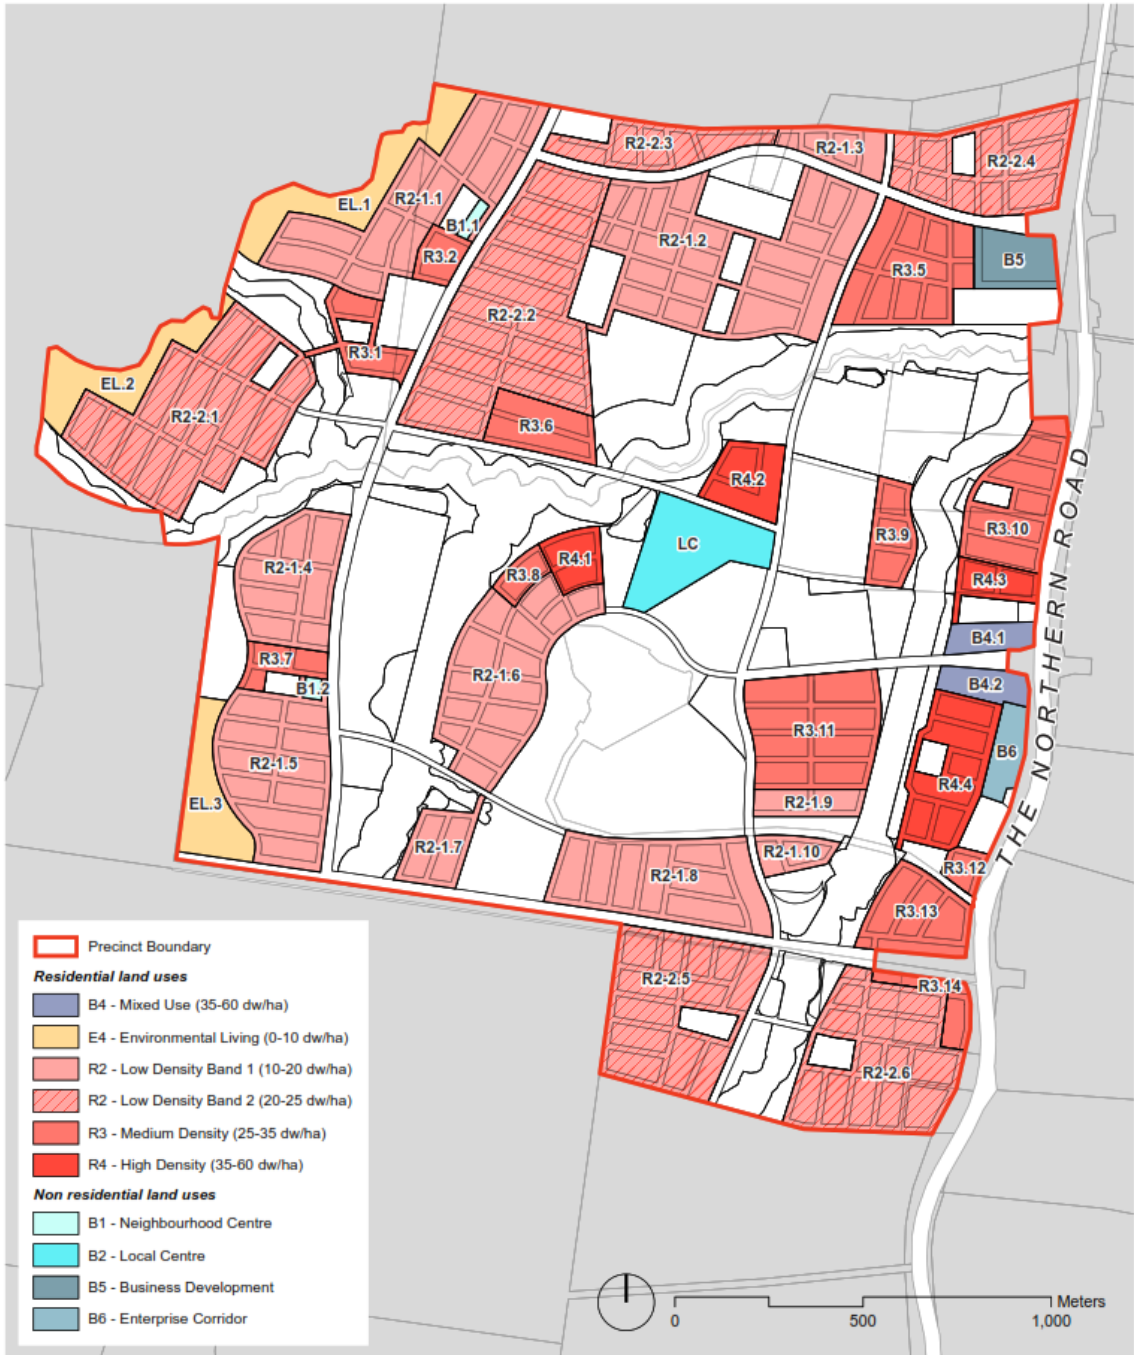 R2-2.3
R2-1.3
R2-2.4
EL.1
R2-1.1
B1.1
R3.2
R2-1.2
R3.5
B5
R2-2.2
R3.1
EL.2
R2-2.1
R3.6
R4.2
LC
R3.9
R3.10
R4.3
R2-1.4
R3.8
R4.1
B4.1
R3.7
B1.2
R2-1.6
B4.2
R3.11
B6
R2-1.5
EL.3
R4.4
R2-1.9
R2-1.7
R2-1.10
R3.12
R2-1.8
R3.13
R2-2.5
R3.14
R2-2.6
THE NORTHERN ROAD
Precinct Boundary
Residential land uses
B4 - Mixed Use (35-60 dw/ha)
E4 - Environmental Living (0-10 dw/ha)
R2 - Low Density Band 1 (10-20 dw/ha)
R2 - Low Density Band 2 (20-25 dw/ha)
R3 - Medium Density (25-35 dw/ha)
R4 - High Density (35-60 dw/ha)
Non residential land uses
B1 - Neighbourhood Centre
B2 - Local Centre
B5 - Business Development
B6 - Enterprise Corridor
Meters
0 500 1,000